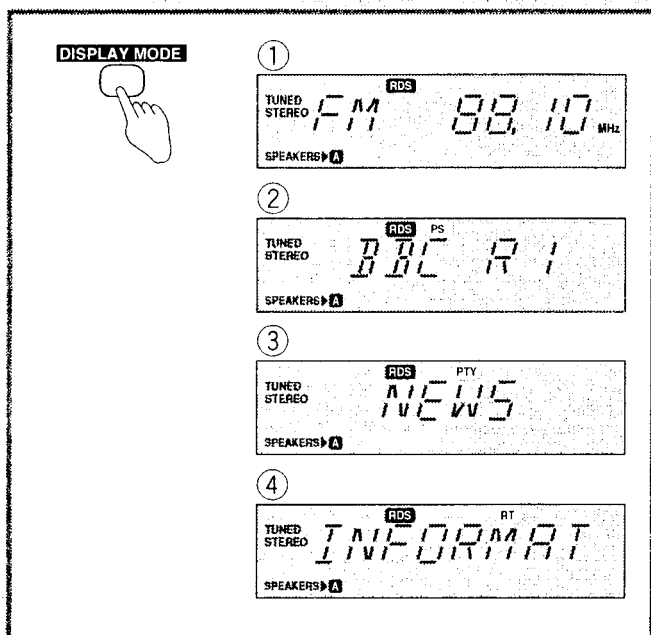 DISPLAY MODE
①
RDS
TUNED
STEREO
FM 88.10 MHz
SPEAKERS▶A
②
RDS PS
TUNED
STEREO
BBC R1
SPEAKERS▶A
③
RDS PTY
TUNED
STEREO
NEWS
SPEAKERS▶A
④
RDS RT
TUNED
STEREO
INFORMAT
SPEAKERS▶A